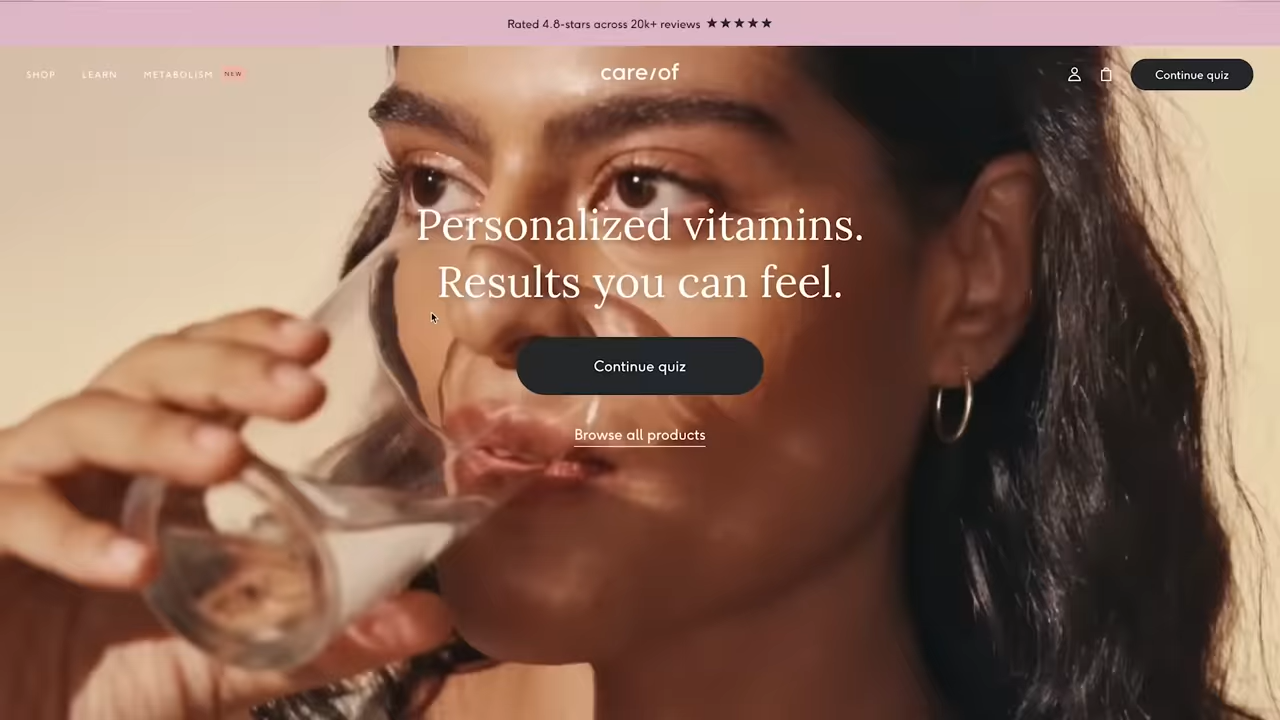 Rated 4.8-stars across 20k+ reviews ★★★★★
SHOP
LEARN
METABOLISM NEW
care/of
Continue quiz
Personalized vitamins.
Results you can feel.
Continue quiz
Browse all products